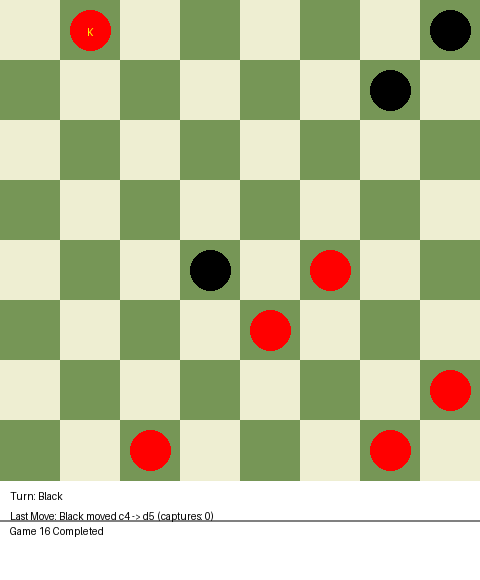 K
Turn: Black
Last Move: Black moved c4 -> d5 (captures: 0)
Game 16 Completed